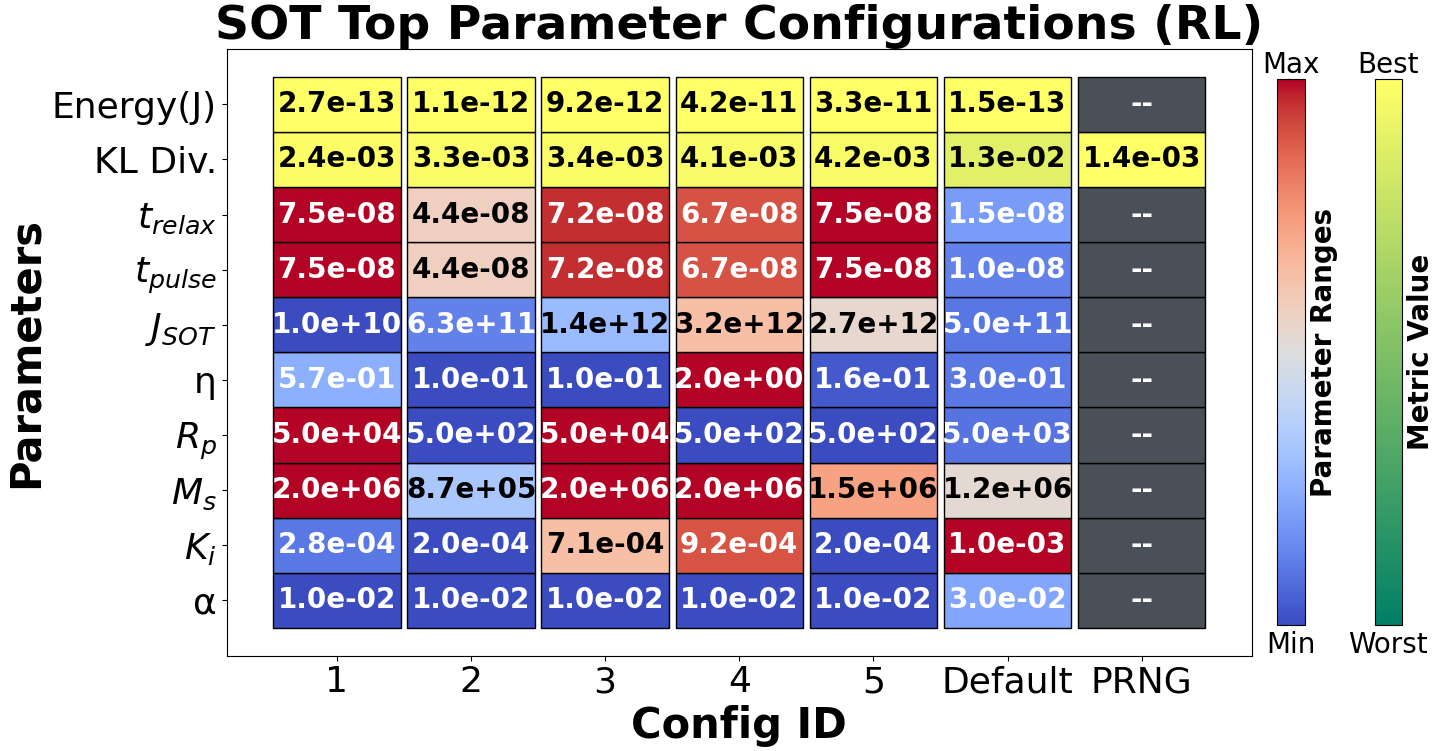 SOT Top Parameter Configurations (RL)
Parameters
Energy(J) 2.7e-13 1.1e-12 9.2e-12 4.2e-11 3.3e-11 1.5e-13 --
KL Div. 2.4e-03 3.3e-03 3.4e-03 4.1e-03 4.2e-03 1.3e-02 1.4e-03
t_relax 7.5e-08 4.4e-08 7.2e-08 6.7e-08 7.5e-08 1.5e-08 --
t_pulse 7.5e-08 4.4e-08 7.2e-08 6.7e-08 7.5e-08 1.0e-08 --
J_SOT 1.0e+10 6.3e+11 1.4e+12 3.2e+12 2.7e+12 5.0e+11 --
η 5.7e-01 1.0e-01 1.0e-01 2.0e+00 1.6e-01 3.0e-01 --
R_p 5.0e+04 5.0e+02 5.0e+04 5.0e+02 5.0e+02 5.0e+03 --
M_s 2.0e+06 8.7e+05 2.0e+06 2.0e+06 1.5e+06 1.2e+06 --
K_i 2.8e-04 2.0e-04 7.1e-04 9.2e-04 2.0e-04 1.0e-03 --
α 1.0e-02 1.0e-02 1.0e-02 1.0e-02 1.0e-02 3.0e-02 --
1 2 3 4 5 Default PRNG
Config ID
Max
Parameter Ranges
Min
Best
Metric Value
Worst